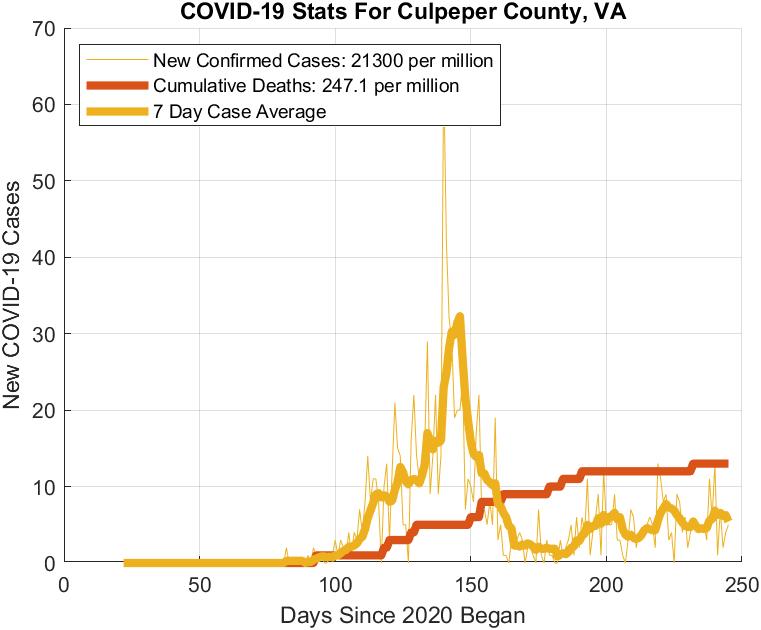 COVID-19 Stats For Culpeper County, VA
70
60
50
40
30
20
10
0
New COVID-19 Cases
New Confirmed Cases: 21300 per million
Cumulative Deaths: 247.1 per million
7 Day Case Average
0
50
100
150
200
250
Days Since 2020 Began